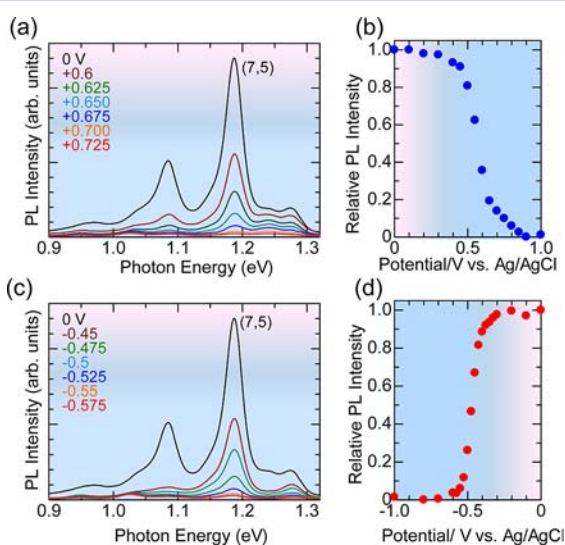 (a)
PL Intensity (arb. units)
0 V
+0.6
+0.625
+0.650
+0.675
+0.700
+0.725
(7,5)
0.9 1.0 1.1 1.2 1.3
Photon Energy (eV)
(b)
Relative PL Intensity
1.0
0.8
0.6
0.4
0.2
0
0 0.5 1.0
Potential/V vs. Ag/AgCl
(c)
PL Intensity (arb. units)
0 V
-0.45
-0.475
-0.5
-0.525
-0.55
-0.575
(7,5)
0.9 1.0 1.1 1.2 1.3
Photon Energy (eV)
(d)
Relative PL Intensity
1.0
0.8
0.6
0.4
0.2
0
-1.0 -0.5 0
Potential/ V vs. Ag/AgCl